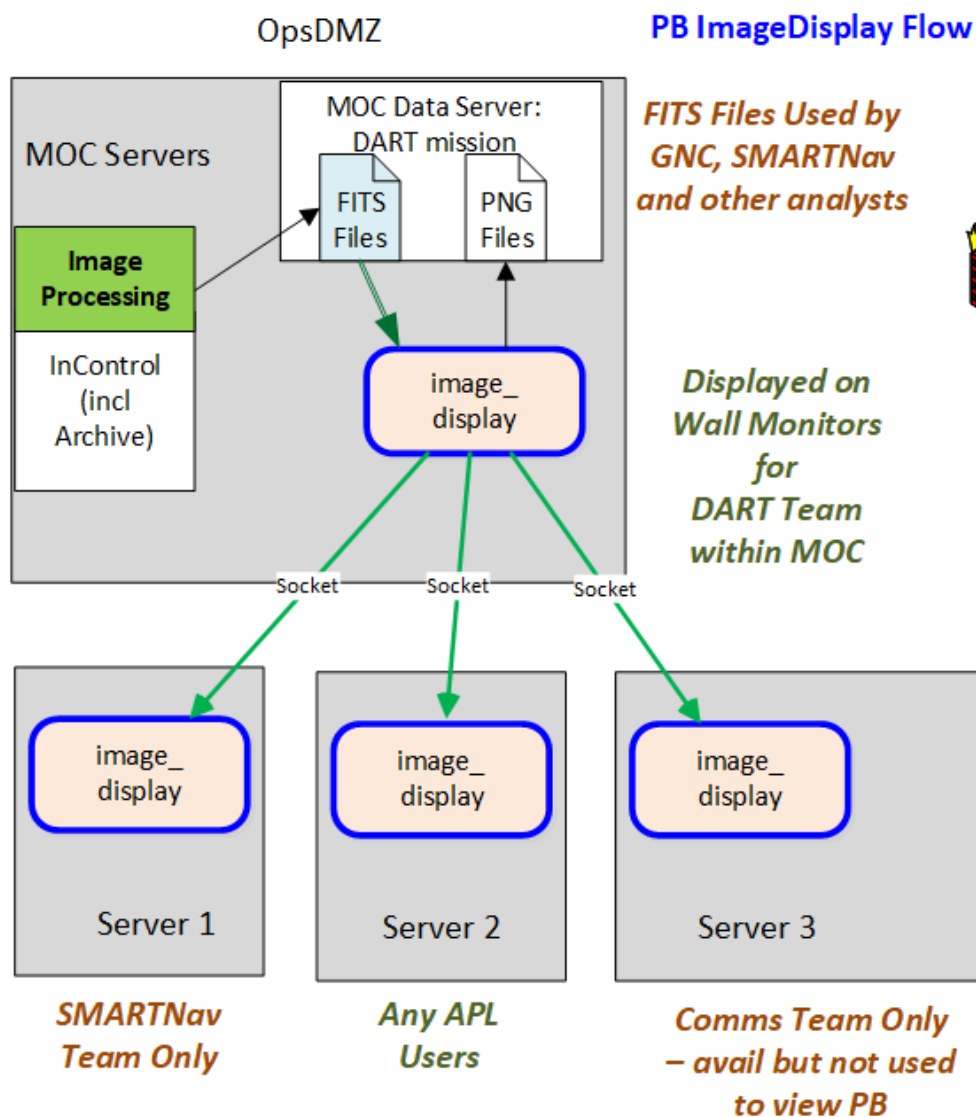 OpsDMZ
PB ImageDisplay Flow
MOC Servers
MOC Data Server:
DART mission
FITS
Files
PNG
Files
FITS Files Used by
GNC, SMARTNav
and other analysts
Image
Processing
InControl
(incl
Archive)
image_
display
Displayed on
Wall Monitors
for
DART Team
within MOC
Socket
Socket
Socket
image_
display
Server 1
image_
display
Server 2
image_
display
Server 3
SMARTNav
Team Only
Any APL
Users
Comms Team Only
– avail but not used
to view PB